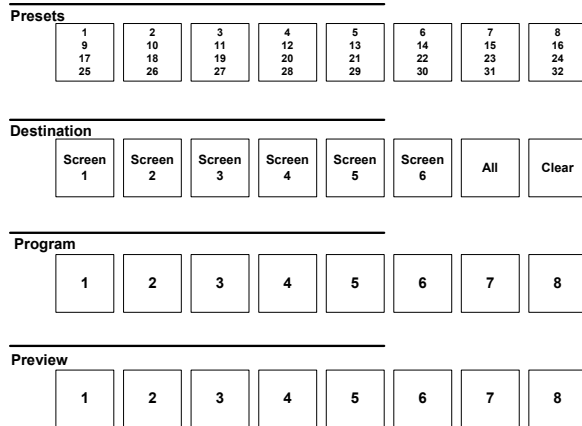 Presets
1 2 3 4 5 6 7 8
9 10 11 12 13 14 15 16
17 18 19 20 21 22 23 24
25 26 27 28 29 30 31 32
Destination
Screen Screen Screen Screen Screen Screen All Clear
1 2 3 4 5 6
Program
1 2 3 4 5 6 7 8
Preview
1 2 3 4 5 6 7 8